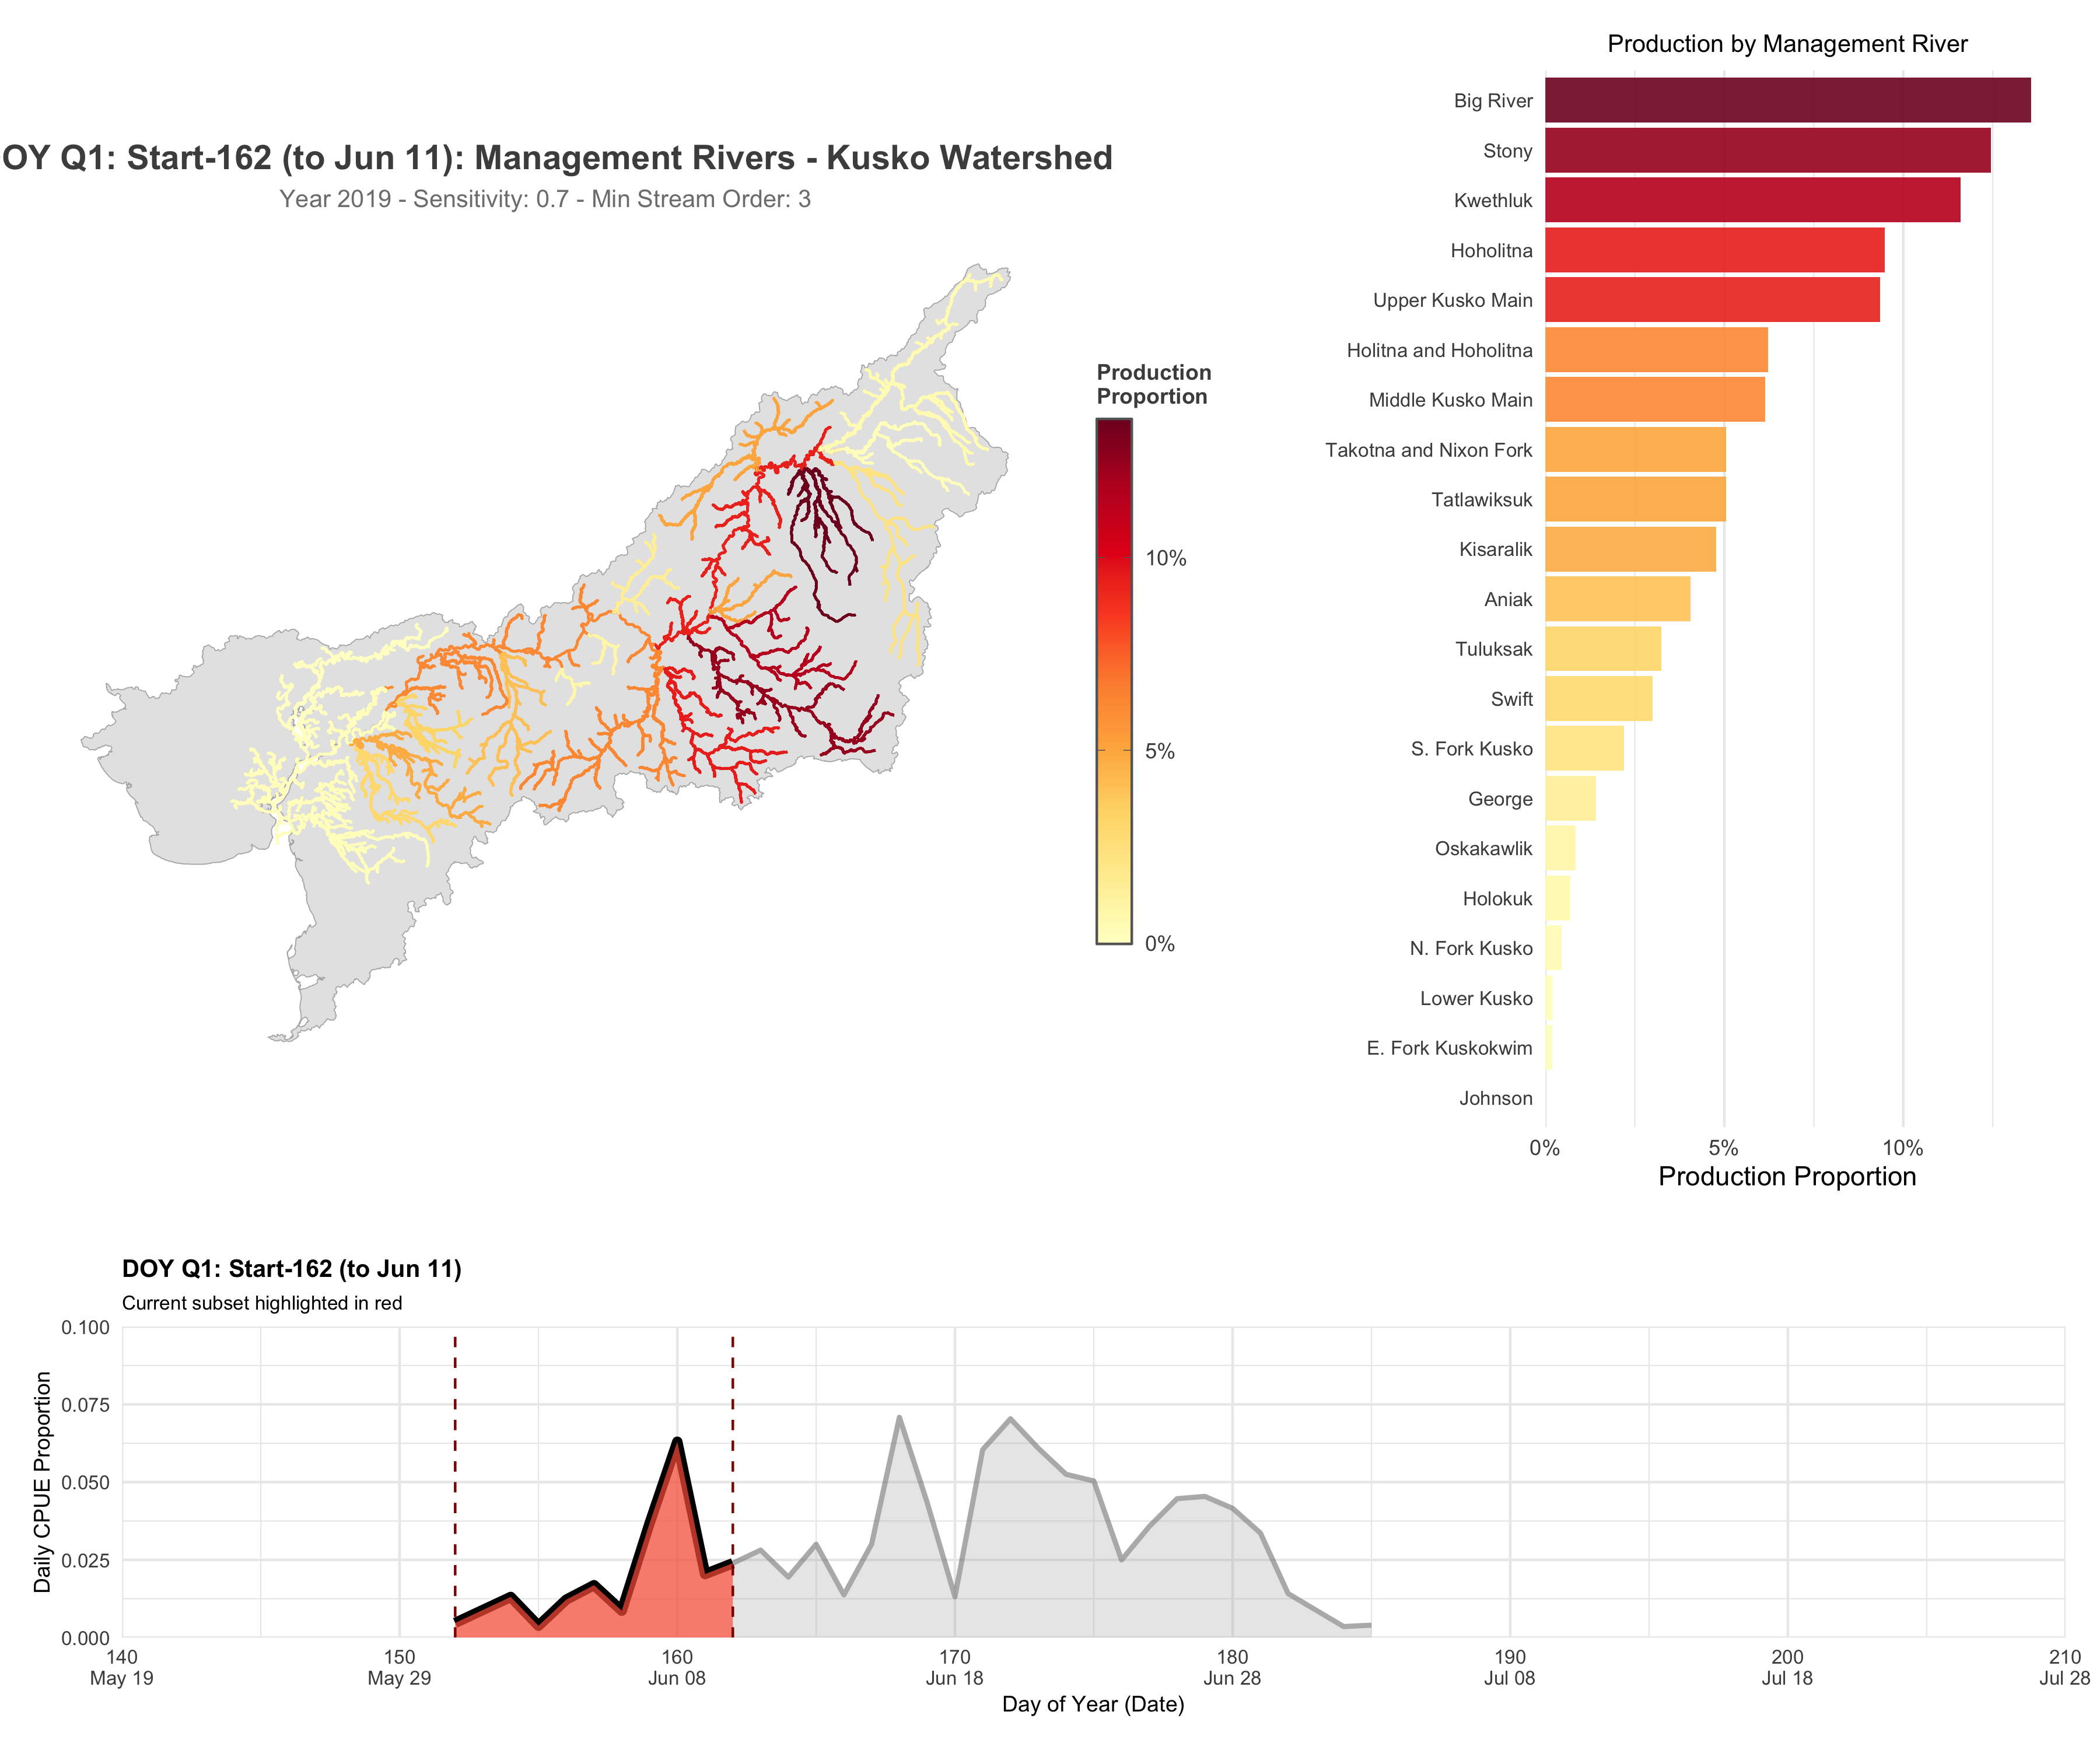 OY Q1: Start-162 (to Jun 11): Management Rivers - Kusko Watershed
Year 2019 - Sensitivity: 0.7 - Min Stream Order: 3
Production
Proportion
10%
5%
0%
Production by Management River
Big River
Stony
Kwethluk
Hoholitna
Upper Kusko Main
Holitna and Hoholitna
Middle Kusko Main
Takotna and Nixon Fork
Tatlawiksuk
Kisaralik
Aniak
Tuluksak
Swift
S. Fork Kusko
George
Oskakawlik
Holokuk
N. Fork Kusko
Lower Kusko
E. Fork Kuskokwim
Johnson
0% 5% 10%
Production Proportion
DOY Q1: Start-162 (to Jun 11)
Current subset highlighted in red
Daily CPUE Proportion
0.100
0.075
0.050
0.025
0.000
140 150 160 170 180 190 200 210
May 19 May 29 Jun 08 Jun 18 Jun 28 Jul 08 Jul 18 Jul 28
Day of Year (Date)